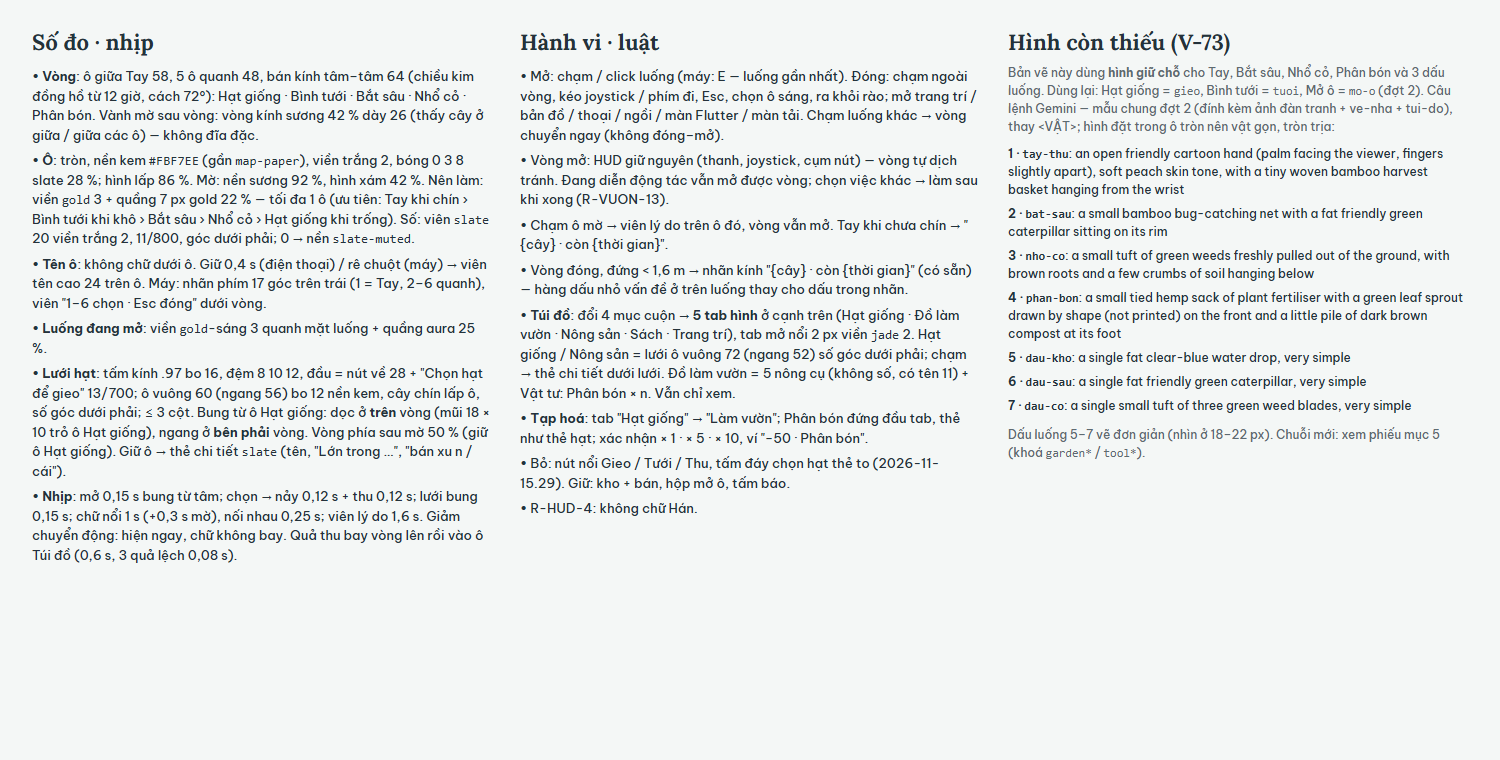 Số đo · nhịp
• Vòng: ô giữa Tay 58, 5 ô quanh 48, bán kính tâm–tâm 64 (chiều kim
đồng hồ từ 12 giờ, cách 72°): Hạt giống · Bình tưới · Bắt sâu · Nhổ cỏ ·
Phân bón. Vành mờ sau vòng: vòng kính sương 42 % dày 26 (thấy cây ở
giữa / giữa các ô) — không đĩa đặc.
• Ô: tròn, nền kem #FBF7EE (gần map-paper), viền trắng 2, bóng 0 3 8
slate 28 %; hình lấp 86 %. Mờ: nền sương 92 %, hình xám 42 %. Nên làm:
viền gold 3 + quầng 7 px gold 22 % — tối đa 1 ô (ưu tiên: Tay khi chín ›
Bình tưới khi khô › Bắt sâu › Nhổ cỏ › Hạt giống khi trống). Số: viên slate
20 viền trắng 2, 11/800, góc dưới phải; 0 → nền slate-muted.
• Tên ô: không chữ dưới ô. Giữ 0,4 s (điện thoại) / rê chuột (máy) → viên
tên cao 24 trên ô. Máy: nhãn phím 17 góc trên trái (1 = Tay, 2–6 quanh),
viên "1–6 chọn · Esc đóng" dưới vòng.
• Luống đang mở: viền gold-sáng 3 quanh mặt luống + quầng aura 25
%.
• Lưới hạt: tấm kính .97 bo 16, đệm 8 10 12, đầu = nút về 28 + "Chọn hạt
để gieo" 13/700; ô vuông 60 (ngang 56) bo 12 nền kem, cây chín lấp ô,
số góc dưới phải; ≤ 3 cột. Bung từ ô Hạt giống: dọc ở trên vòng (mũi 18 ×
10 trỏ ô Hạt giống), ngang ở bên phải vòng. Vòng phía sau mờ 50 % (giữ
ô Hạt giống). Giữ ô → thẻ chi tiết slate (tên, "Lớn trong …", "bán xu n /
cái").
• Nhịp: mở 0,15 s bung từ tâm; chọn → nảy 0,12 s + thu 0,12 s; lưới bung
0,15 s; chữ nổi 1 s (+0,3 s mờ), nối nhau 0,25 s; viên lý do 1,6 s. Giảm
chuyển động: hiện ngay, chữ không bay. Quả thu bay vòng lên rồi vào ô
Túi đồ (0,6 s, 3 quả lệch 0,08 s).
Hành vi · luật
• Mở: chạm / click luống (máy: E — luống gần nhất). Đóng: chạm ngoài
vòng, kéo joystick / phím đi, Esc, chọn ô sáng, ra khỏi rào; mở trang trí /
bản đồ / thoại / ngồi / màn Flutter / màn tải. Chạm luống khác → vòng
chuyển ngay (không đóng–mở).
• Vòng mở: HUD giữ nguyên (thanh, joystick, cụm nút) — vòng tự dịch
tránh. Đang diễn động tác vẫn mở được vòng; chọn việc khác → làm sau
khi xong (R-VUON-13).
• Chạm ô mờ → viên lý do trên ô đó, vòng vẫn mở. Tay khi chưa chín → "
{cây} · còn {thời gian}".
• Vòng đóng, đứng < 1,6 m → nhãn kính "{cây} · còn {thời gian}" (có sẵn)
— hàng dấu nhỏ vấn đề ở trên luống thay cho dấu trong nhãn.
• Túi đồ: đổi 4 mục cuộn → 5 tab hình ở cạnh trên (Hạt giống · Đồ làm
vườn · Nông sản · Sách · Trang trí), tab mở nổi 2 px viền jade 2. Hạt
giống / Nông sản = lưới ô vuông 72 (ngang 52) số góc dưới phải; chạm
→ thẻ chi tiết dưới lưới. Đồ làm vườn = 5 nông cụ (không số, có tên 11) +
Vật tư: Phân bón × n. Vẫn chỉ xem.
• Tạp hoá: tab "Hạt giống" → "Làm vườn"; Phân bón đứng đầu tab, thẻ
như thẻ hạt; xác nhận × 1 · × 5 · × 10, ví "−50 · Phân bón".
• Bỏ: nút nổi Gieo / Tưới / Thu, tấm đáy chọn hạt thẻ to (2026-11-
15.29). Giữ: kho + bán, hộp mở ô, tấm báo.
• R-HUD-4: không chữ Hán.
Hình còn thiếu (V-73)
Bản vẽ này dùng hình giữ chỗ cho Tay, Bắt sâu, Nhổ cỏ, Phân bón và 3 dấu
luống. Dùng lại: Hạt giống = gieo, Bình tưới = tuoi, Mở ô = mo-o (đợt 2). Câu
lệnh Gemini — mẫu chung đợt 2 (đính kèm ảnh đàn tranh + ve-nha + tui-do),
thay <VẬT>; hình đặt trong ô tròn nên vật gọn, tròn trịa:
1 · tay-thu: an open friendly cartoon hand (palm facing the viewer, fingers
slightly apart), soft peach skin tone, with a tiny woven bamboo harvest
basket hanging from the wrist
2 · bat-sau: a small bamboo bug-catching net with a fat friendly green
caterpillar sitting on its rim
3 · nho-co: a small tuft of green weeds freshly pulled out of the ground, with
brown roots and a few crumbs of soil hanging below
4 · phan-bon: a small tied hemp sack of plant fertiliser with a green leaf sprout
drawn by shape (not printed) on the front and a little pile of dark brown
compost at its foot
5 · dau-kho: a single fat clear-blue water drop, very simple
6 · dau-sau: a single fat friendly green caterpillar, very simple
7 · dau-co: a single small tuft of three green weed blades, very simple
Dấu luống 5–7 vẽ đơn giản (nhìn ở 18–22 px). Chuỗi mới: xem phiếu mục 5
(khoá garden* / tool*).